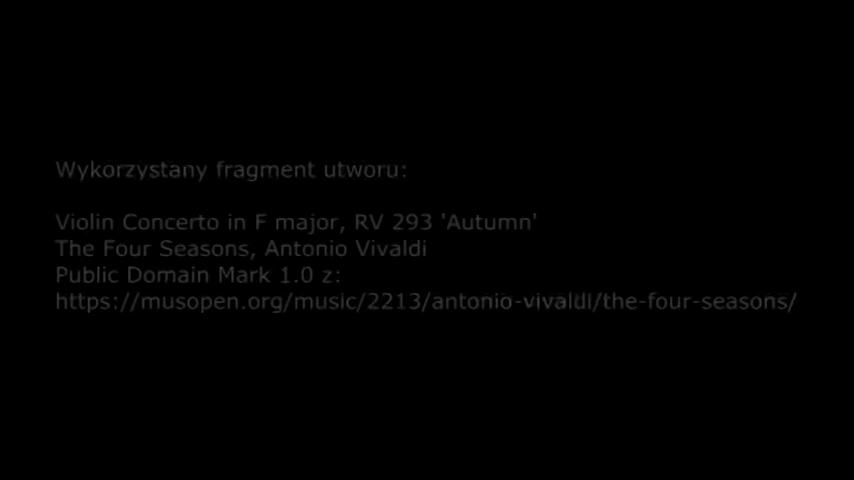 Wykorzystany fragment utworu:
Violin Concerto in F major, RV 293 'Autumn'
The Four Seasons, Antonio Vivaldi
Public Domain Mark 1.0 z:
https://musopen.org/music/2213/antonio-vivaldi/the-four-seasons/